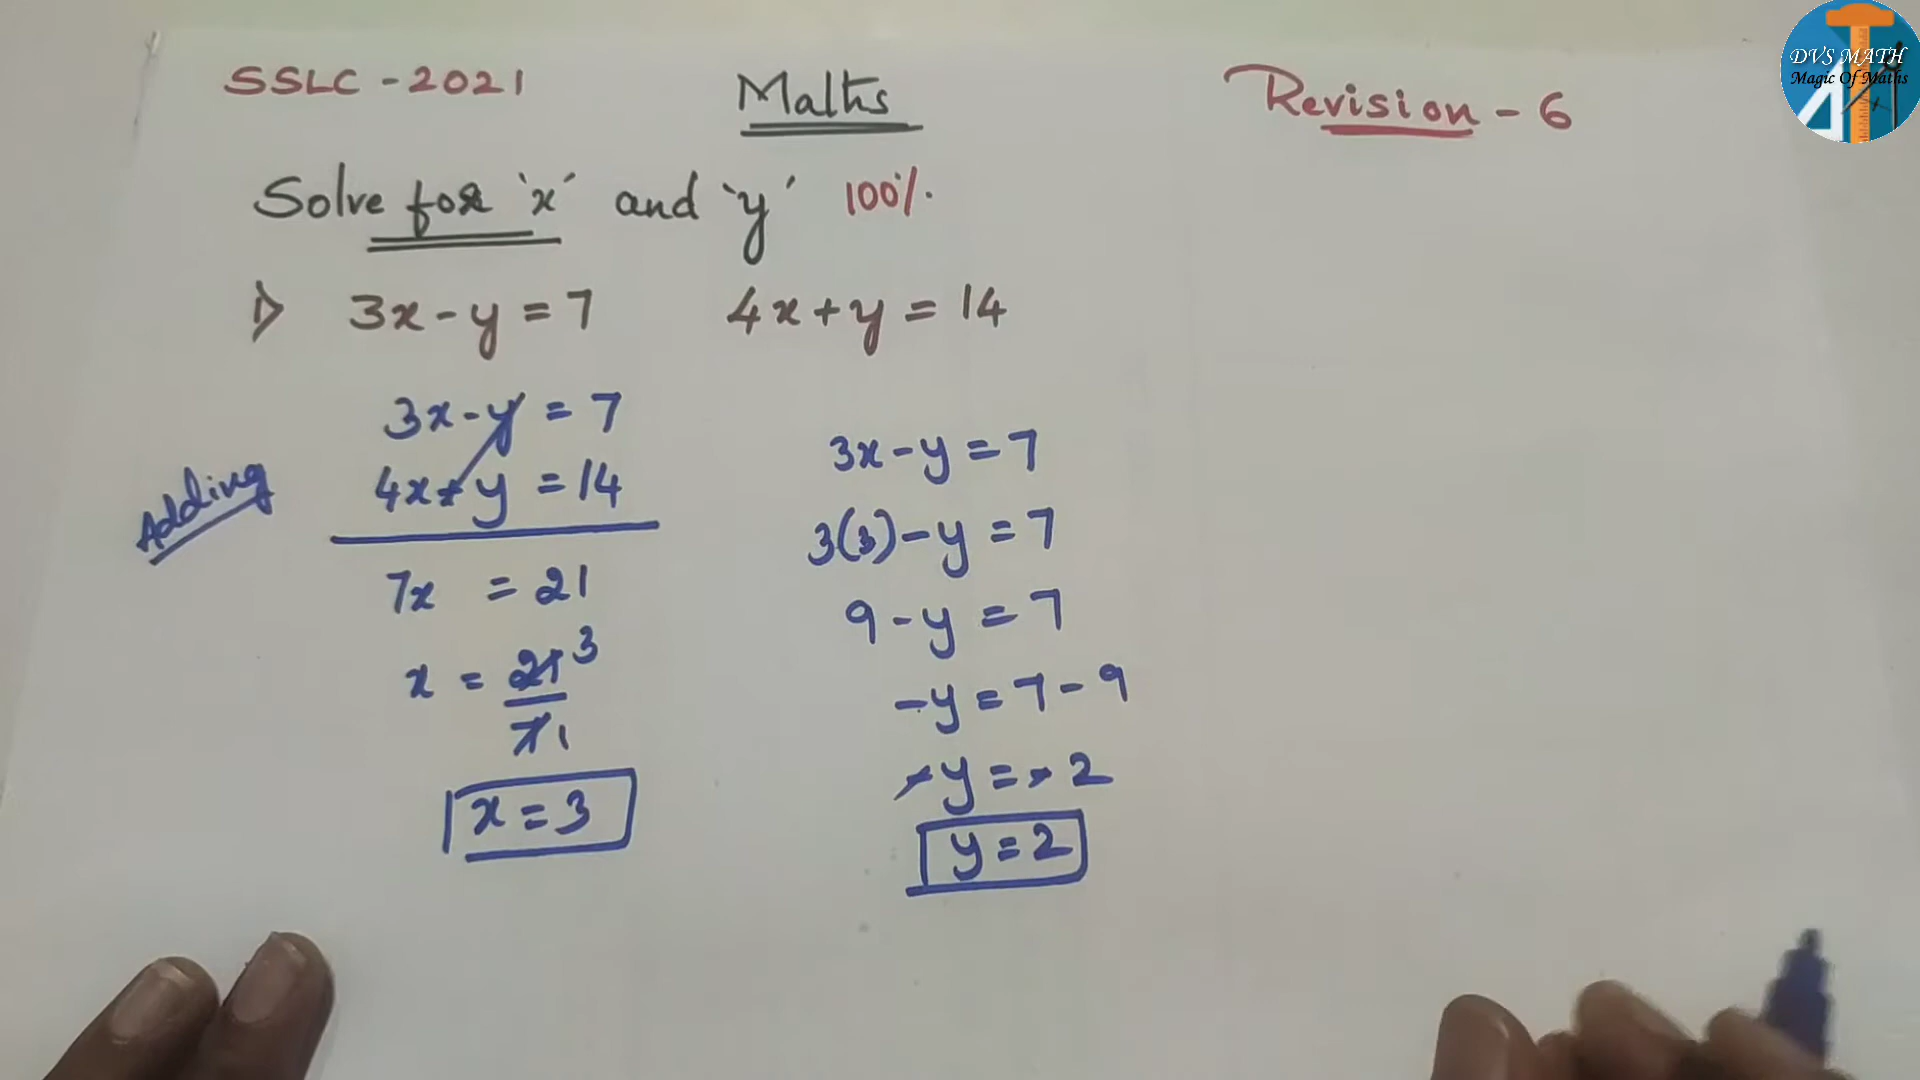 SSLC - 2021 Maths Revision - 6
DVS MATH
Magic Of Maths
Solve for 'x' and 'y' 100%.
1) 3x - y = 7 4x + y = 14
Adding
3x - y = 7
4x + y = 14
7x = 21
x = 21 3
7 1
x = 3
3x - y = 7
3(3) - y = 7
9 - y = 7
- y = 7 - 9
- y = - 2
y = 2